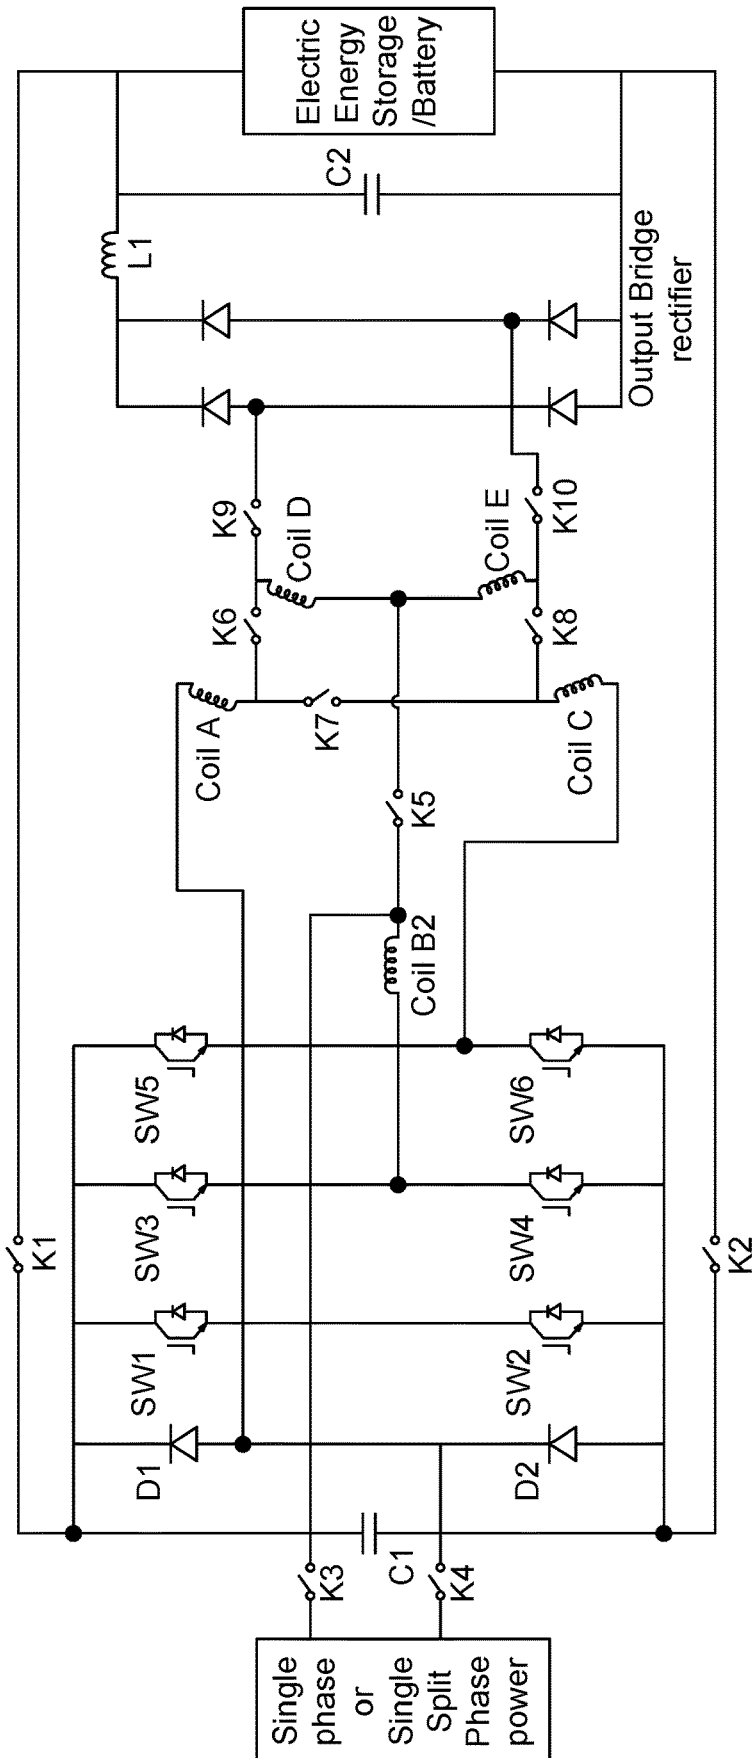 Single
phase
or
Single
Split
Phase
power
K3
K4
C1
D1
D2
SW1
SW2
K1
K2
SW3
SW4
SW5
SW6
Coil B2
K5
Coil A
K7
Coil C
K6
K8
Coil D
Coil E
K9
K10
Output Bridge
rectifier
L1
C2
Electric
Energy
Storage
/Battery